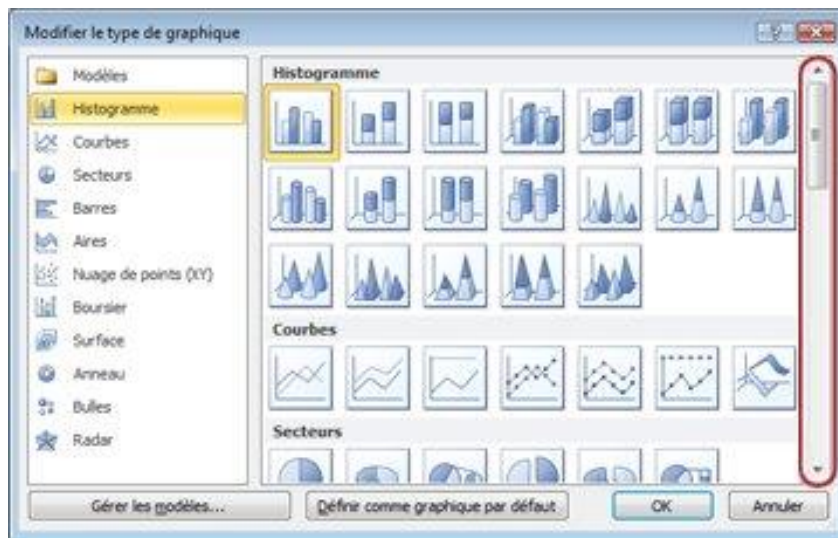 Modifier le type de graphique
Modèles
Histogramme
Courbes
Secteurs
Barres
Aires
Nuage de points (XY)
Boursier
Surface
Anneau
Bulles
Radar
Histogramme
Courbes
Secteurs
Gérer les modèles...
Définir comme graphique par défaut
OK
Annuler